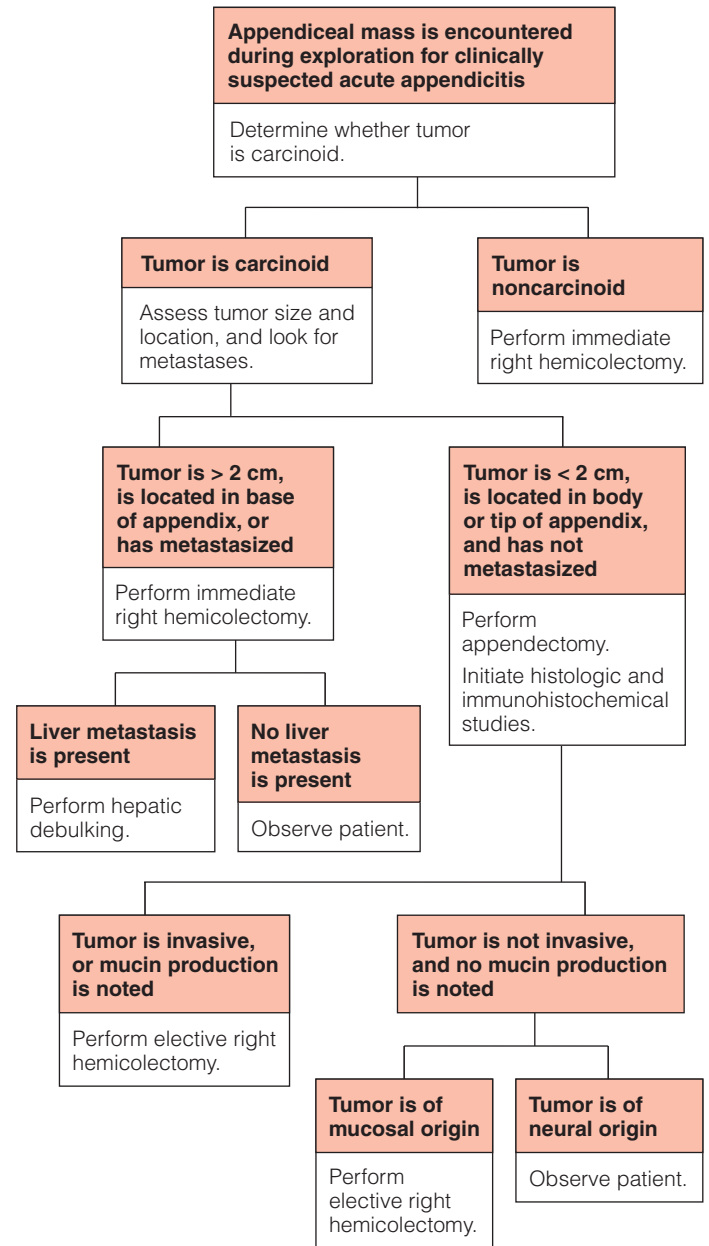 Appendiceal mass is encountered
during exploration for clinically
suspected acute appendicitis
Determine whether tumor
is carcinoid.
Tumor is carcinoid
Assess tumor size and
location, and look for
metastases.
Tumor is
noncarcinoid
Perform immediate
right hemicolectomy.
Tumor is > 2 cm,
is located in base
of appendix, or
has metastasized
Perform immediate
right hemicolectomy.
Tumor is < 2 cm,
is located in body
or tip of appendix,
and has not
metastasized
Perform
appendectomy.
Initiate histologic and
immunohistochemical
studies.
Liver metastasis
is present
Perform hepatic
debulking.
No liver
metastasis
is present
Observe patient.
Tumor is invasive,
or mucin production
is noted
Perform elective right
hemicolectomy.
Tumor is not invasive,
and no mucin production
is noted
Tumor is of
mucosal origin
Perform
elective right
hemicolectomy.
Tumor is of
neural origin
Observe patient.